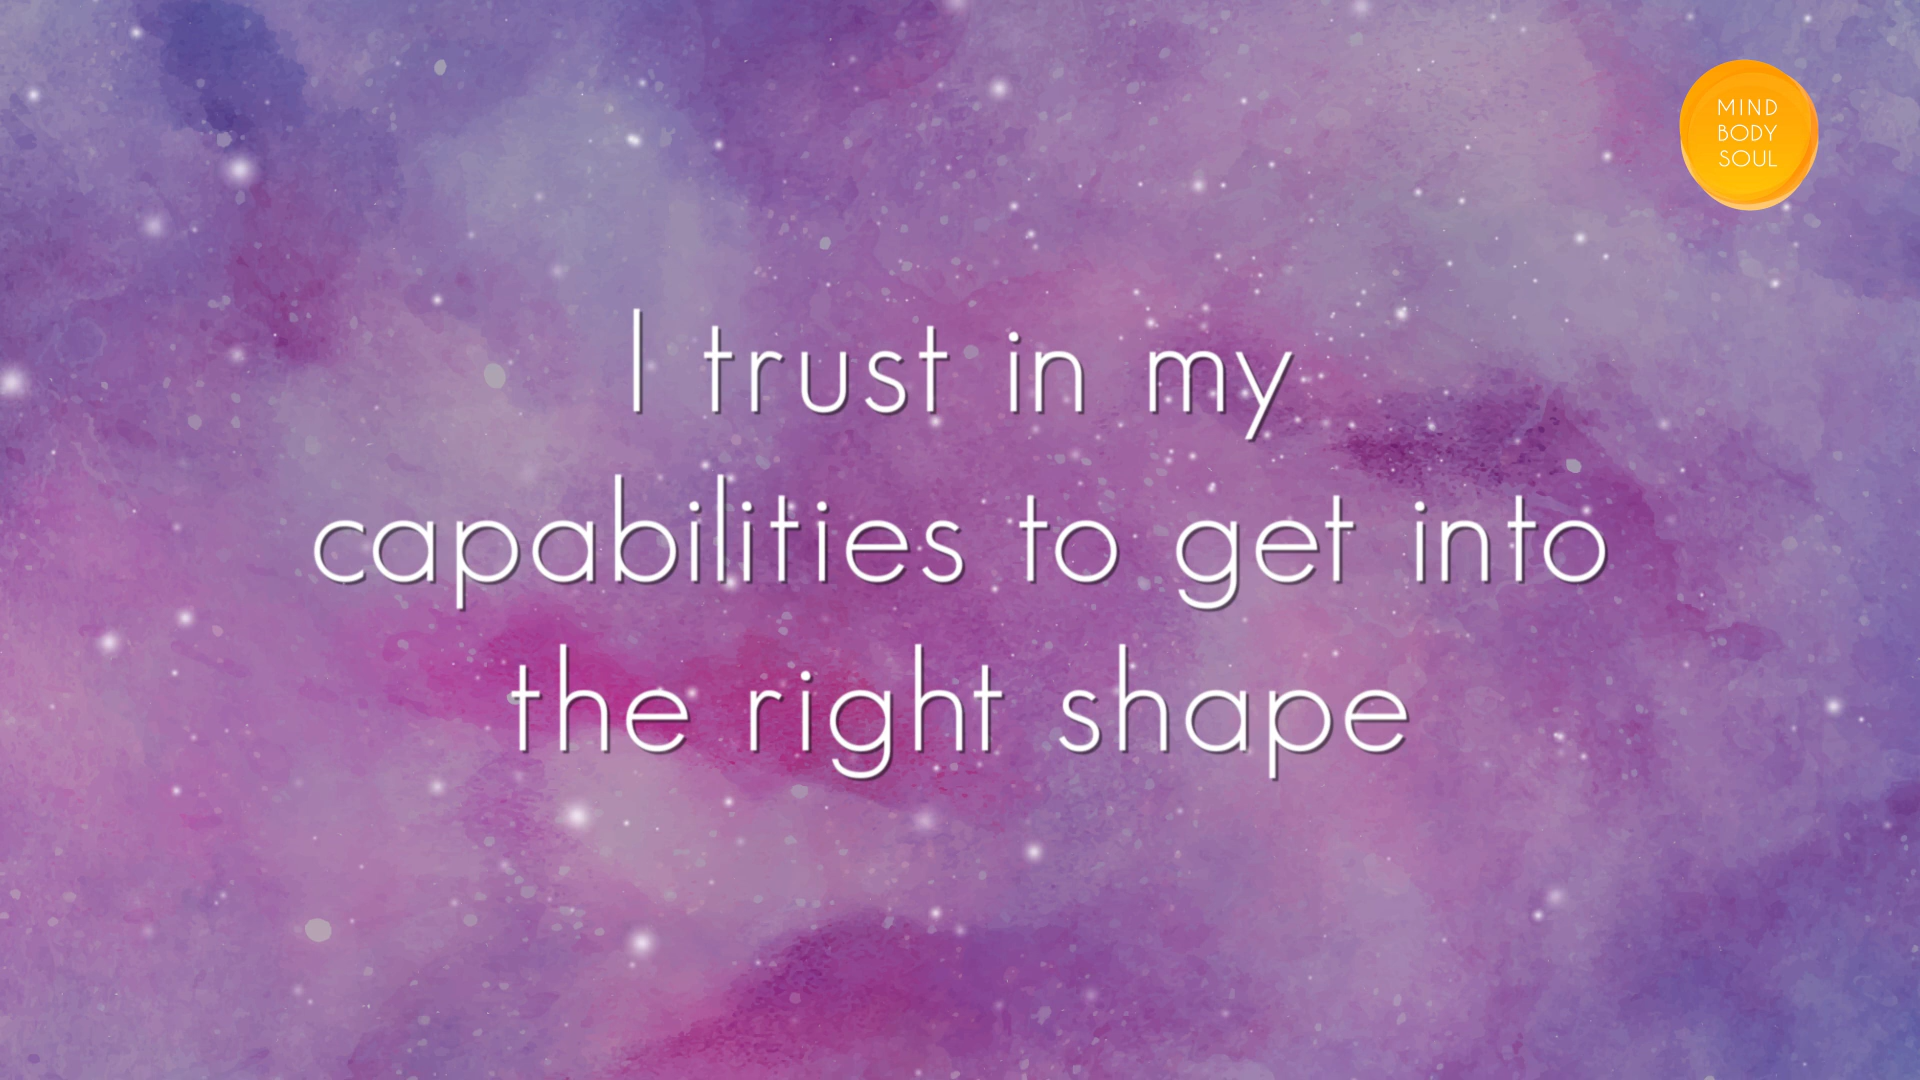 MIND
BODY
SOUL
I trust in my
capabilities to get into
the right shape